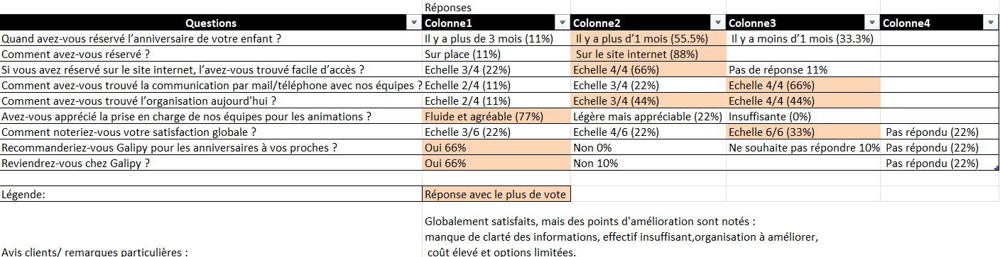 Réponses
Questions Colonne1 Colonne2 Colonne3 Colonne4
Quand avez-vous réservé l’anniversaire de votre enfant ? Il y a plus de 3 mois (11%) Il y a plus d’1 mois (55.5%) Il y a moins d’1 mois (33.3%)
Comment avez-vous réservé ? Sur place (11%) Sur le site internet (88%)
Si vous avez réservé sur le site internet, l’avez-vous trouvé facile d’accès ? Echelle 3/4 (22%) Echelle 4/4 (66%) Pas de réponse 11%
Comment avez-vous trouvé la communication par mail/téléphone avec nos équipes ? Echelle 2/4 (11%) Echelle 3/4 (22%) Echelle 4/4 (66%)
Comment avez-vous trouvé l’organisation aujourd’hui ? Echelle 2/4 (11%) Echelle 3/4 (44%) Echelle 4/4 (44%)
Avez-vous apprécié la prise en charge de nos équipes pour les animations ? Fluide et agréable (77%) Légère mais appréciable (22%) Insuffisante (0%)
Comment noteriez-vous votre satisfaction globale ? Echelle 3/6 (22%) Echelle 4/6 (22%) Echelle 6/6 (33%) Pas répondu (22%)
Recommanderiez-vous Galipy pour les anniversaires à vos proches ? Oui 66% Non 0% Ne souhaite pas répondre 10% Pas répondu (22%)
Reviendrez-vous chez Galipy ? Oui 66% Non 10% Pas répondu (22%)
Légende: Réponse avec le plus de vote
Globalement satisfaits, mais des points d'amélioration sont notés :
manque de clarté des informations, effectif insuffisant,organisation à améliorer,
Avis clients/ remarques particulières : coût élevé et options limitées.